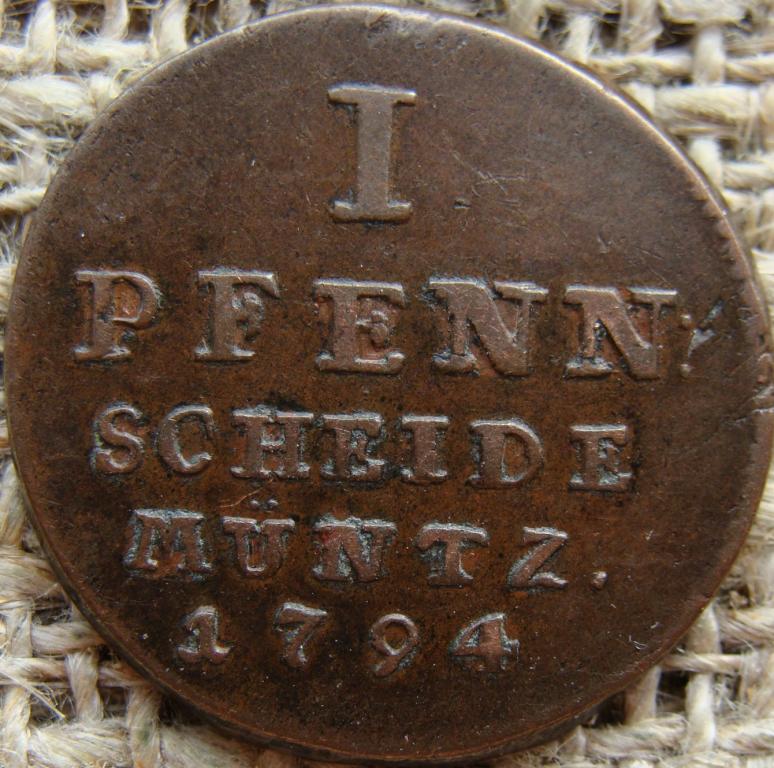 I
PFENN:
SCHEIDE
MÜNTZ.
1794